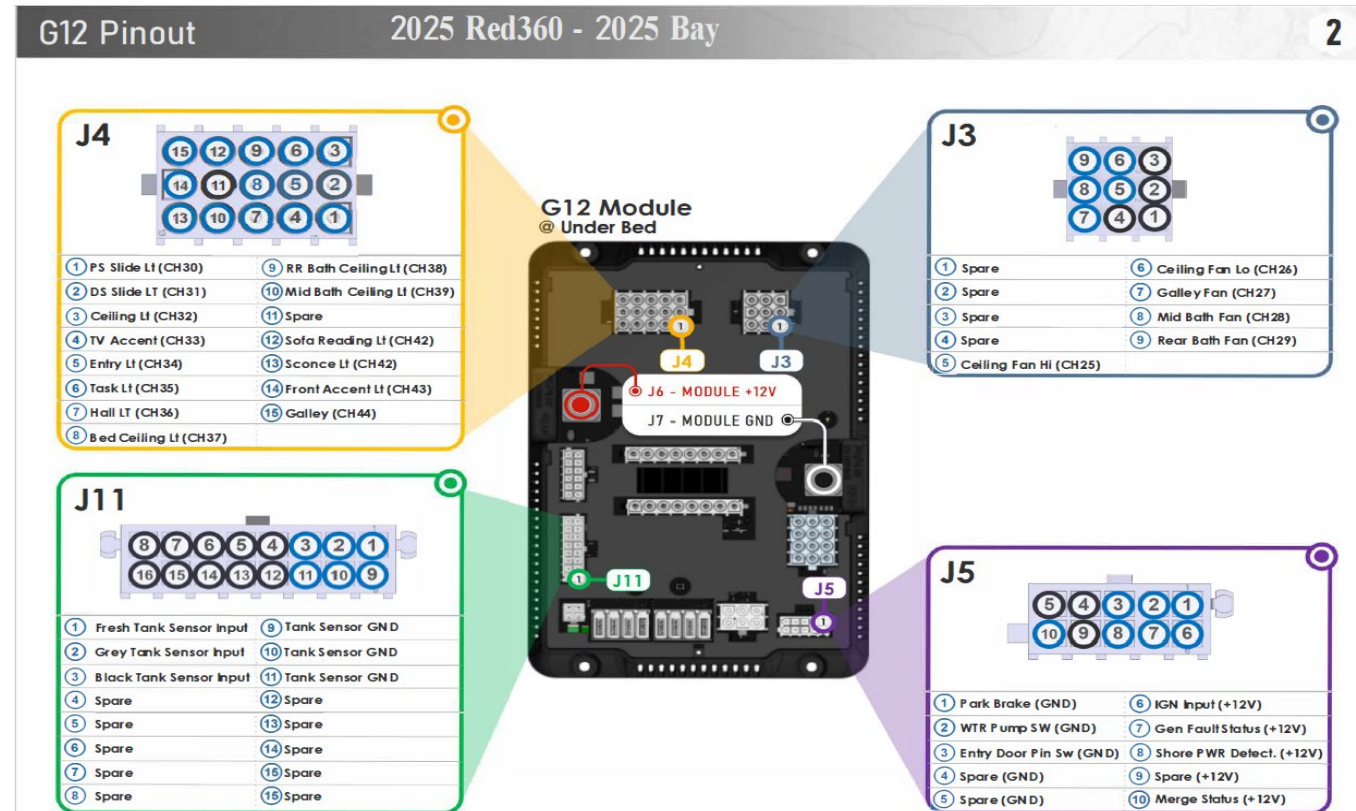 G12 Pinout
2025 Red360 - 2025 Bay
2
J4
15 12 9 6 3
14 11 8 5 2
13 10 7 4 1
1 PS Slide Lt (CH30)
2 DS Slide LT (CH31)
3 Ceiling Lt (CH32)
4 TV Accent (CH33)
5 Entry Lt (CH34)
6 Task Lt (CH35)
7 Hall LT (CH36)
8 Bed Ceiling Lt (CH37)
9 RR Bath Ceiling Lt (CH38)
10 Mid Bath Ceiling Lt (CH39)
11 Spare
12 Sofa Reading Lt (CH42)
13 Sconce Lt (CH42)
14 Front Accent Lt (CH43)
15 Galley (CH44)
G12 Module
@ Under Bed
1
J4
1
J3
J6 - MODULE +12V
J7 - MODULE GND
1
J11
J5
1
J3
9 6 3
8 5 2
7 4 1
1 Spare
2 Spare
3 Spare
4 Spare
5 Ceiling Fan Hi (CH25)
6 Ceiling Fan Lo (CH26)
7 Galley Fan (CH27)
8 Mid Bath Fan (CH28)
9 Rear Bath Fan (CH29)
J11
8 7 6 5 4 3 2 1
16 15 14 13 12 11 10 9
1 Fresh Tank Sensor Input
2 Grey Tank Sensor Input
3 Black Tank Sensor Input
4 Spare
5 Spare
6 Spare
7 Spare
8 Spare
9 Tank Sensor GND
10 Tank Sensor GND
11 Tank Sensor GND
12 Spare
13 Spare
14 Spare
15 Spare
15 Spare
J5
5 4 3 2 1
10 9 8 7 6
1 Park Brake (GND)
2 WTR Pump SW (GND)
3 Entry Door Pin Sw (GND)
4 Spare (GND)
5 Spare (GND)
6 IGN Input (+12V)
7 Gen Fault Status (+12V)
8 Shore PWR Detect. (+12V)
9 Spare (+12V)
10 Merge Status (+12V)